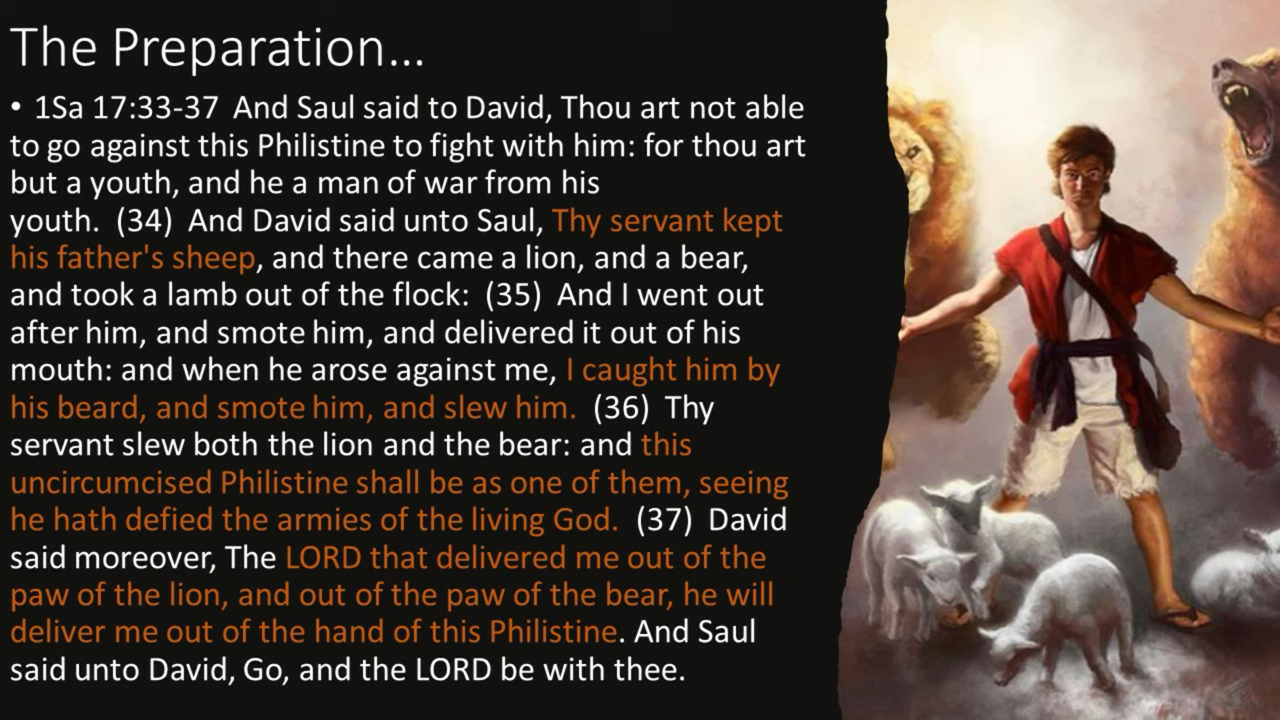 The Preparation...
• 1Sa 17:33-37 And Saul said to David, Thou art not able
to go against this Philistine to fight with him: for thou art
but a youth, and he a man of war from his
youth. (34) And David said unto Saul, Thy servant kept
his father's sheep, and there came a lion, and a bear,
and took a lamb out of the flock: (35) And I went out
after him, and smote him, and delivered it out of his
mouth: and when he arose against me, I caught him by
his beard, and smote him, and slew him. (36) Thy
servant slew both the lion and the bear: and this
uncircumcised Philistine shall be as one of them, seeing
he hath defied the armies of the living God. (37) David
said moreover, The LORD that delivered me out of the
paw of the lion, and out of the paw of the bear, he will
deliver me out of the hand of this Philistine. And Saul
said unto David, Go, and the LORD be with thee.